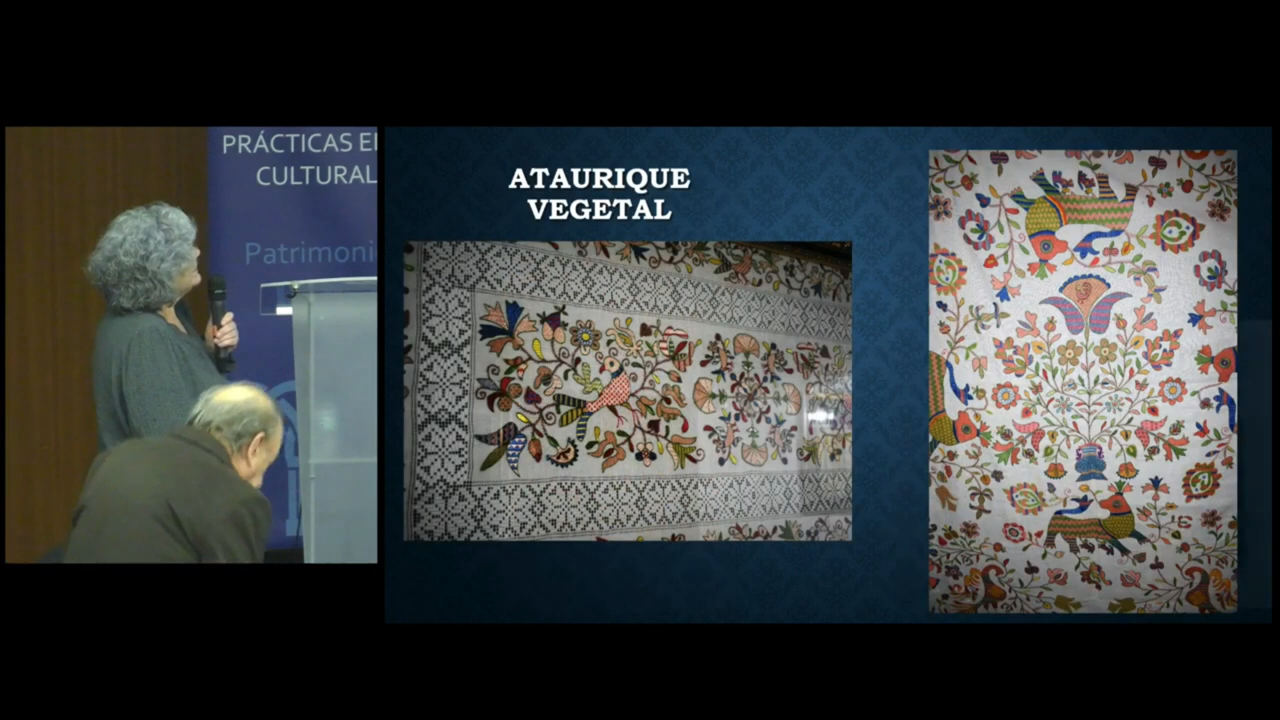 PRÁCTICAS E
CULTURAL
Patrimoni
ATAURIQUE
VEGETAL